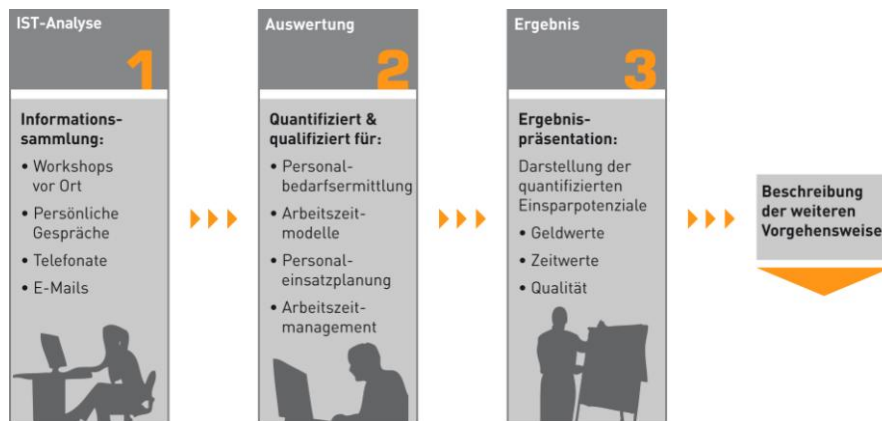 IST-Analyse
1
Informations-
sammlung:
• Workshops
vor Ort
• Persönliche
Gespräche
• Telefonate
• E-Mails
Auswertung
2
Quantifiziert &
qualifiziert für:
• Personal-
bedarfsermittlung
• Arbeitszeit-
modelle
• Personal-
einsatzplanung
• Arbeitszeit-
management
Ergebnis
3
Ergebnis-
präsentation:
Darstellung der
quantifizierten
Einsparpotenziale
• Geldwerte
• Zeitwerte
• Qualität
Beschreibung
der weiteren
Vorgehensweise